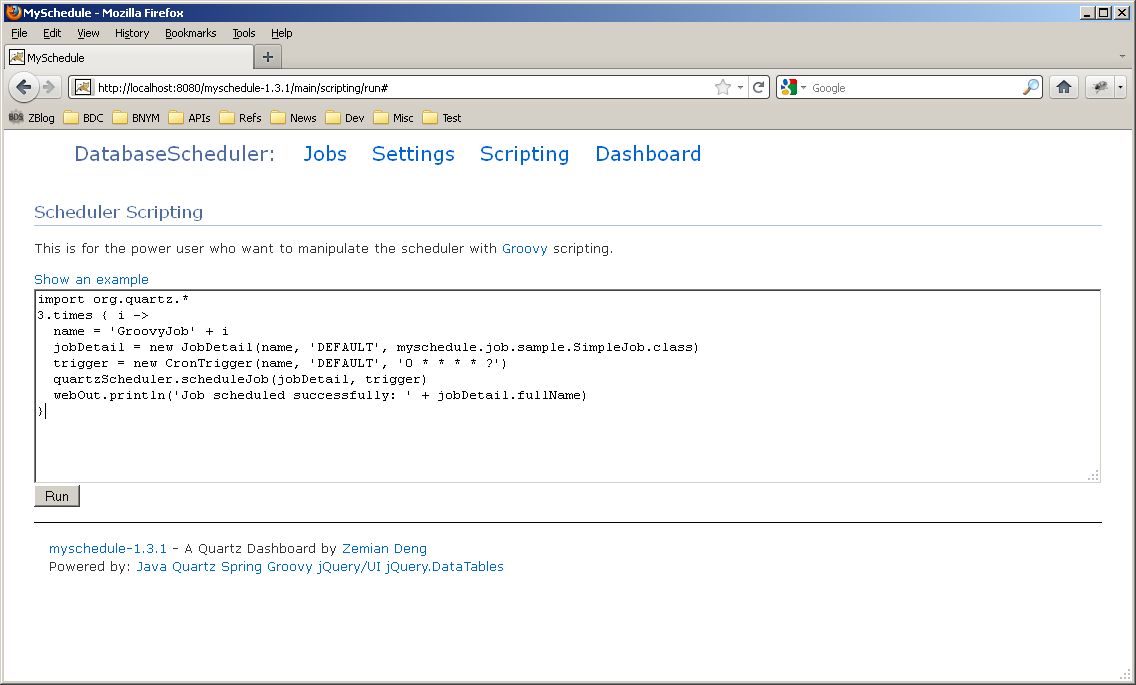 MySchedule - Mozilla Firefox
File Edit View History Bookmarks Tools Help
MySchedule
http://localhost:8080/myschedule-1.3.1/main/scripting/run#
Google
BDS ZBlog BDC BNYM APIs Refs News Dev Misc Test
DatabaseScheduler: Jobs Settings Scripting Dashboard
Scheduler Scripting
This is for the power user who want to manipulate the scheduler with Groovy scripting.
Show an example
import org.quartz.*
3.times { i ->
  name = 'GroovyJob' + i
  jobDetail = new JobDetail(name, 'DEFAULT', myschedule.job.sample.SimpleJob.class)
  trigger = new CronTrigger(name, 'DEFAULT', '0 * * * * ?')
  quartzScheduler.scheduleJob(jobDetail, trigger)
  webOut.println('Job scheduled successfully: ' + jobDetail.fullName)
}
Run
myschedule-1.3.1 - A Quartz Dashboard by Zemian Deng
Powered by: Java Quartz Spring Groovy jQuery/UI jQuery.DataTables